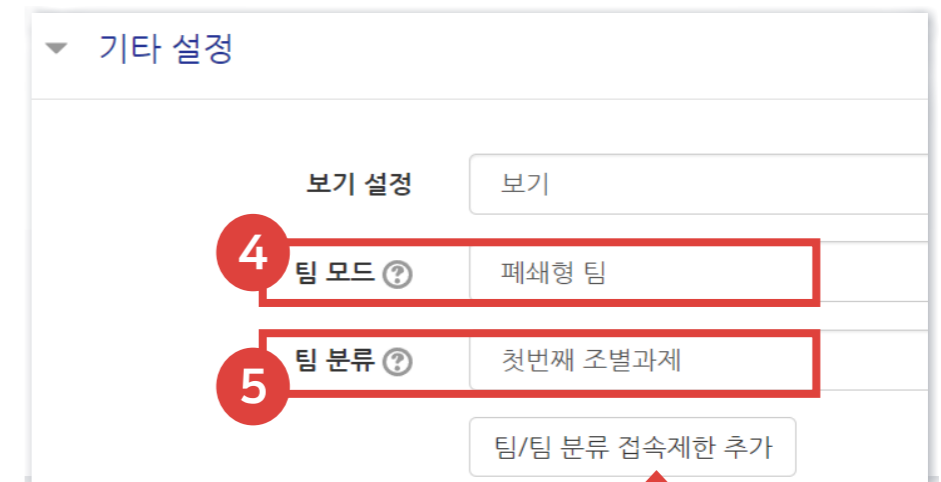 기타 설정
보기 설정 보기
4 팀 모드 ? 폐쇄형 팀
5 팀 분류 ? 첫번째 조별과제
팀/팀 분류 접속제한 추가